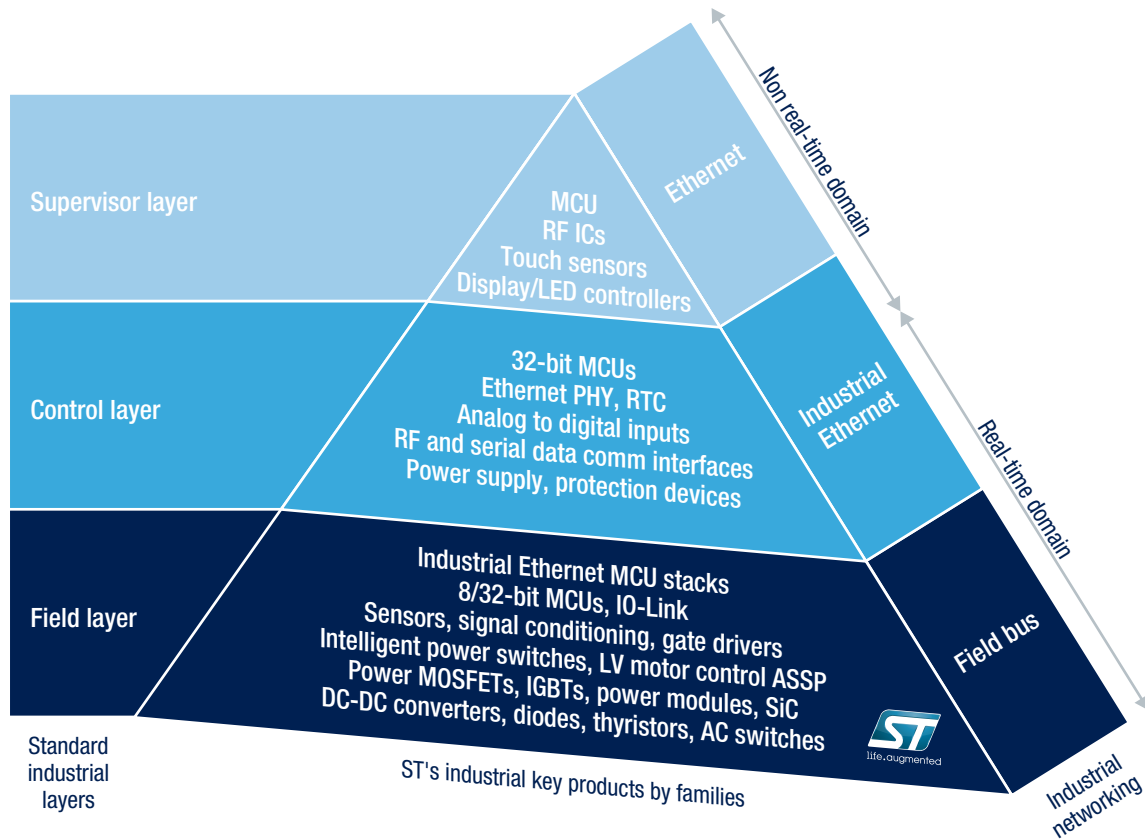 Non real-time domain
Ethernet
Supervisor layer
MCU
RF ICs
Touch sensors
Display/LED controllers
32-bit MCUs
Ethernet PHY, RTC
Analog to digital inputs
RF and serial data comm interfaces
Power supply, protection devices
Control layer
Industrial
Ethernet
Real-time domain
Industrial Ethernet MCU stacks
8/32-bit MCUs, IO-Link
Sensors, signal conditioning, gate drivers
Intelligent power switches, LV motor control ASSP
Power MOSFETs, IGBTs, power modules, SiC
DC-DC converters, diodes, thyristors, AC switches
Field layer
Field bus
ST
life.augmented
Standard
industrial
layers
ST's industrial key products by families
Industrial
networking